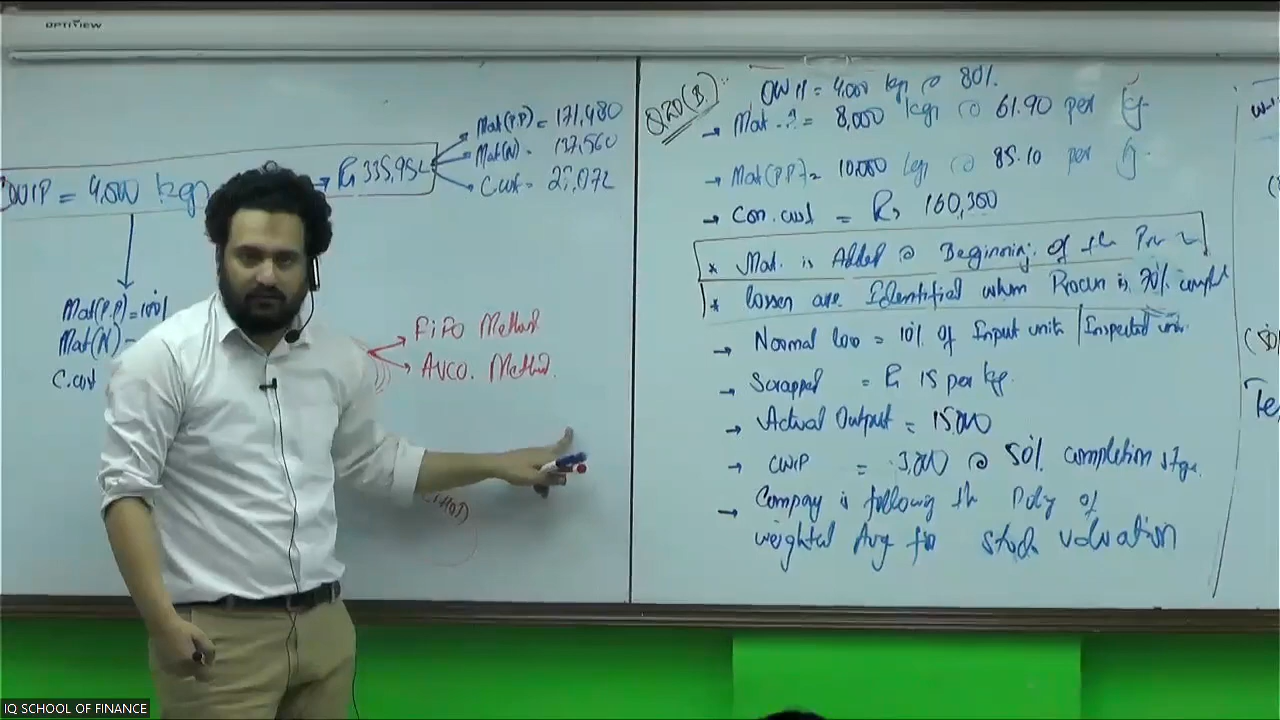 OPTIVIEW
OWIP = 4,000 kgs
Rs 335,952
Mat(P.P) = 171,480
Mat(N) = 137,560
C. cost = 27,072
Mat(P.P) = 100%
Mat(N)
C. cost
FiFO Method
AVCO. Method
Q20(B):
OWIP = 4,000 kgs @ 80%
→ Mat = 8,000 kgs @ 61.90 per kg
→ Mat(P.P) = 10,000 kgs @ 85.10 per kg
→ Con. cost = Rs 160,300
* Mat. is Added @ Beginning of the
* losses are Identified when Process is 70% complete
→ Normal loss = 10% of Input units / Inspected units.
→ Scrapped = Rs 15 per kg.
→ Actual Output = 15000
→ CWIP = 3,000 @ 50% completion stage.
→ Company is following the Policy of
weighted Avg for stock valuation
IQ SCHOOL OF FINANCE